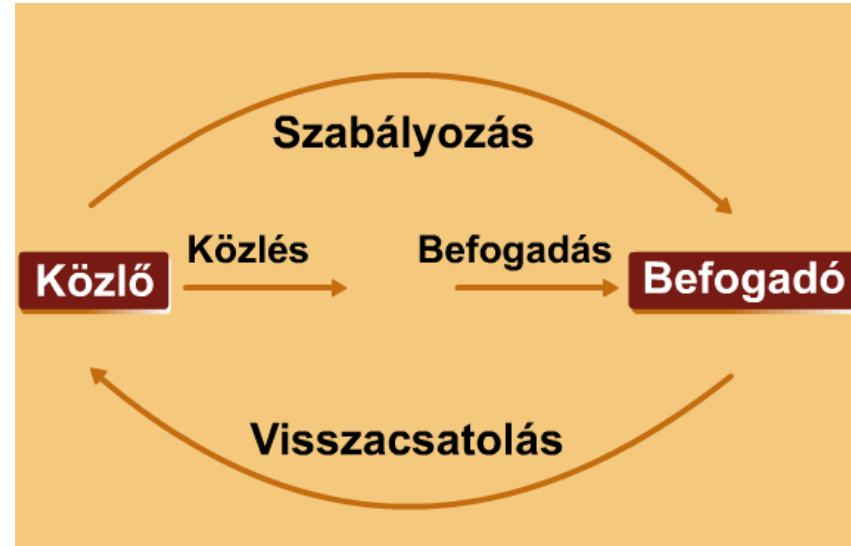 Szabályozás
Közlés
Befogadás
Közlő
Befogadó
Visszacsatolás